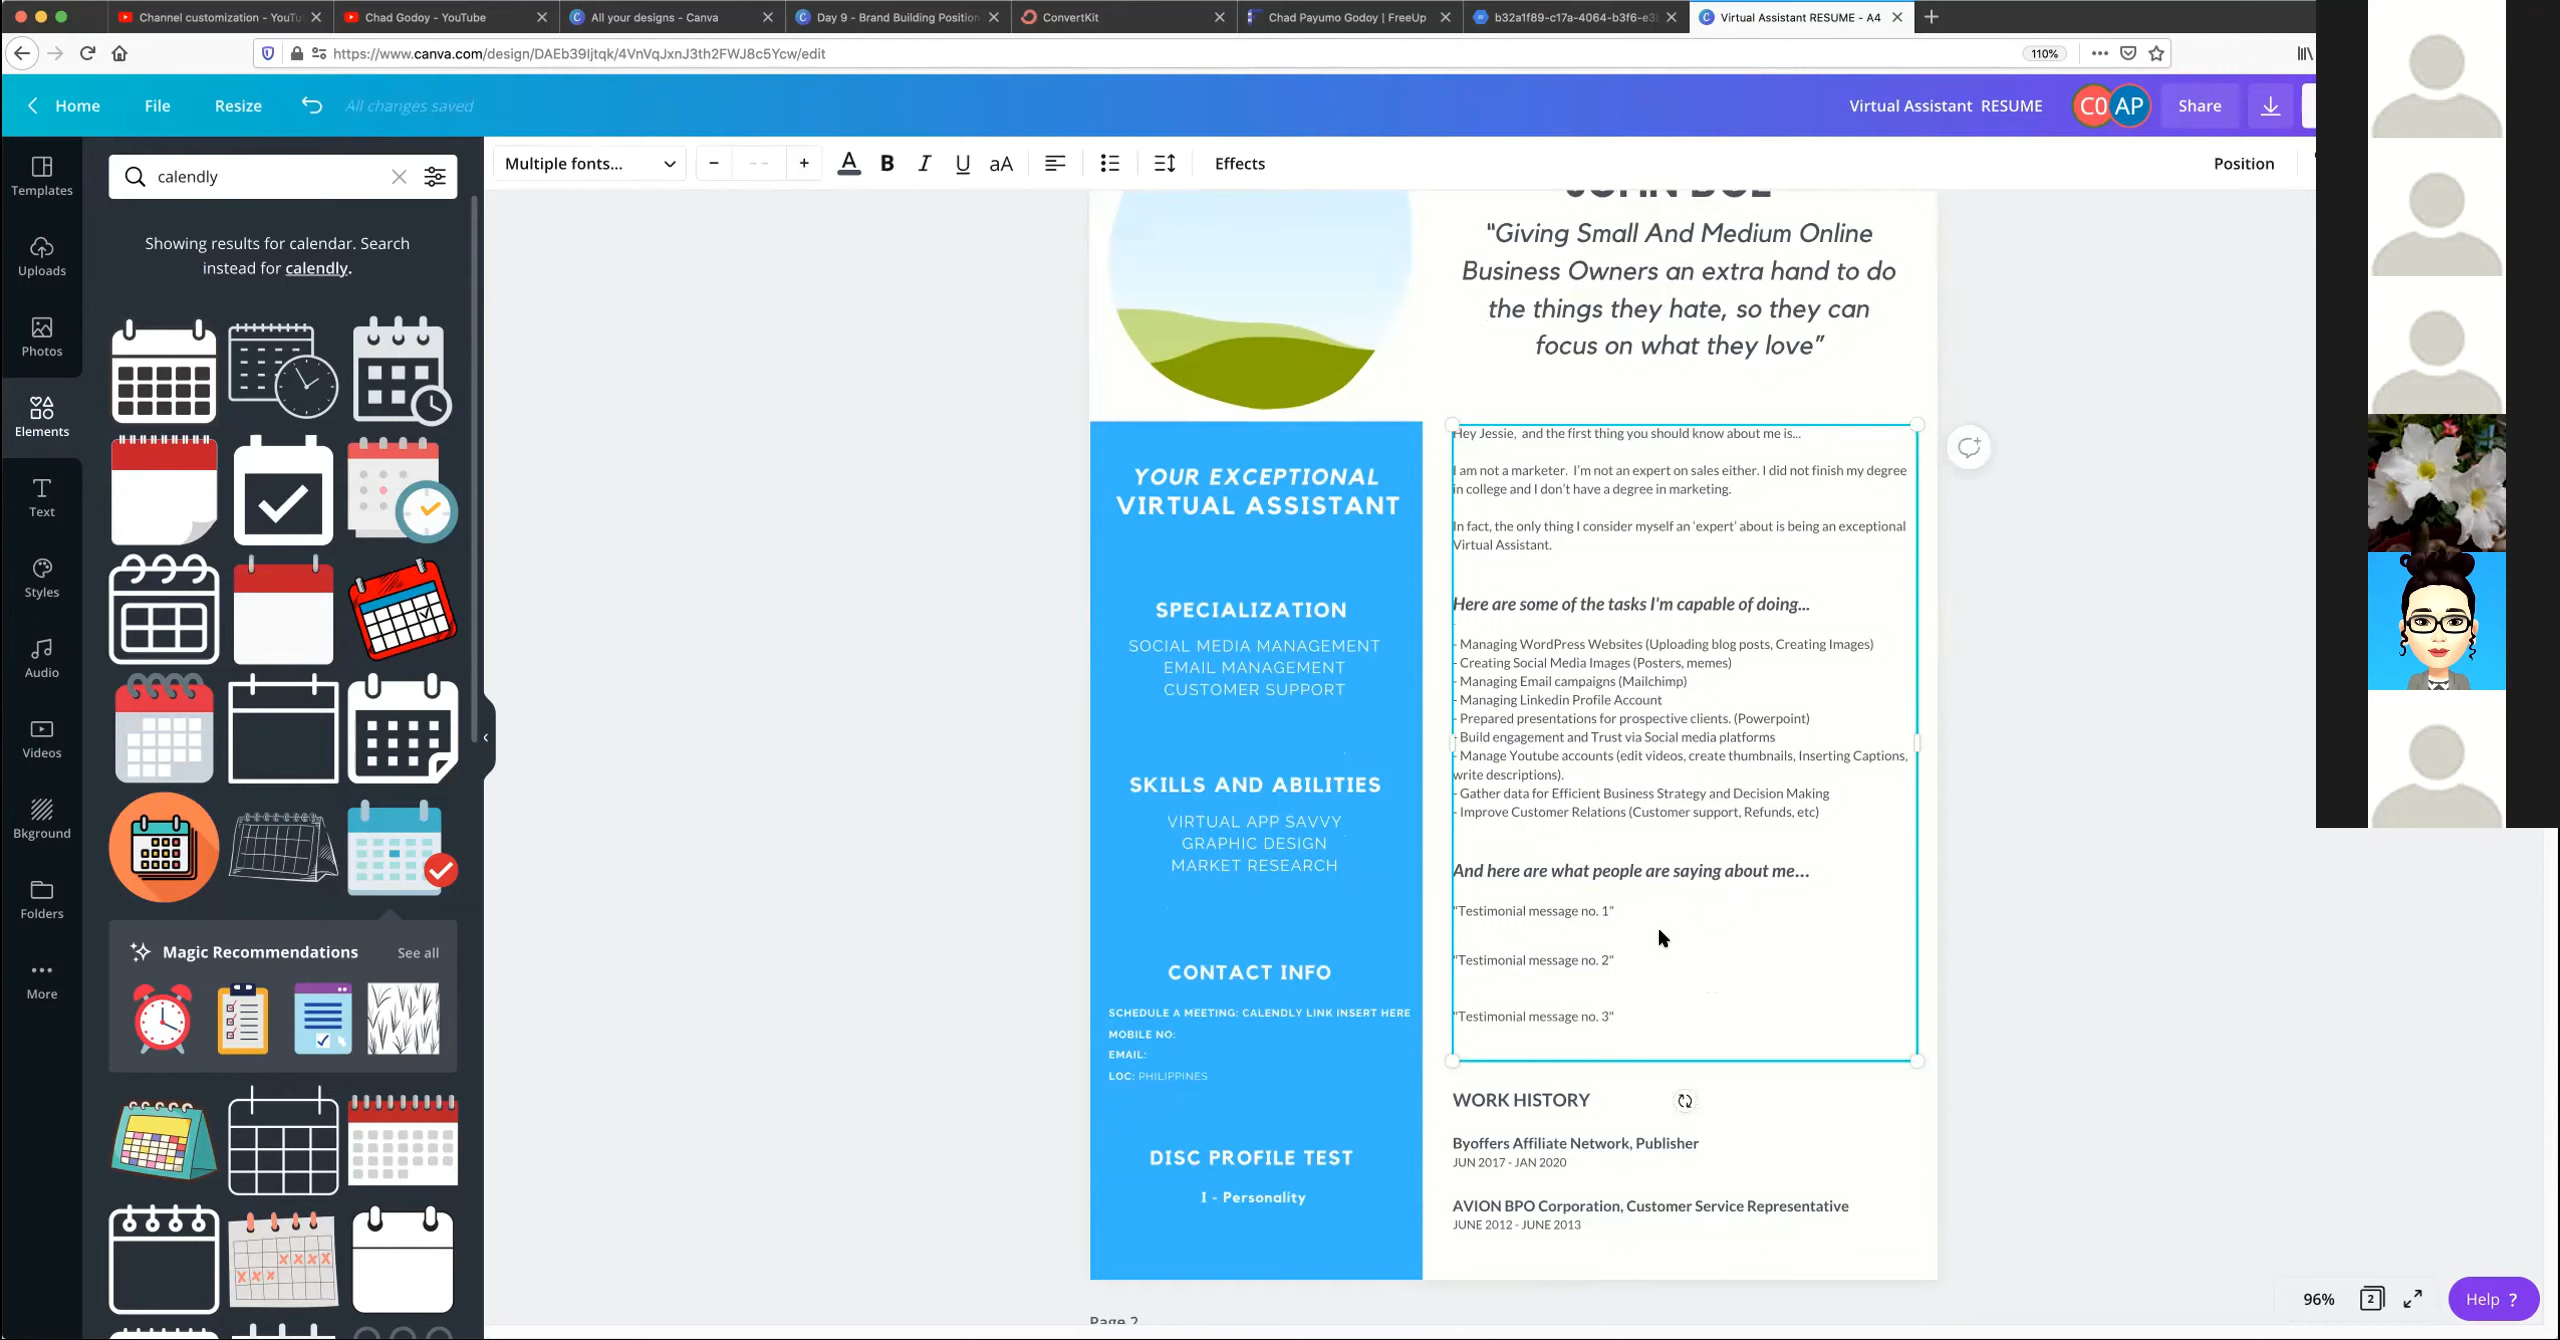 Channel customization - YouTu
Chad Godoy - YouTube
All your designs - Canva
Day 9 - Brand Building Position
ConvertKit
Chad Payumo Godoy | FreeUp
b32a1f89-c17a-4064-b3f6-e3
Virtual Assistant RESUME - A4
https://www.canva.com/design/DAEb39Ijtqk/4VnVqJxnJ3th2FWJ8c5Ycw/edit
110%
Home
File
Resize
All changes saved
Virtual Assistant RESUME
CO
AP
Share
Templates
Uploads
Photos
Elements
Text
Styles
Audio
Videos
Bkground
Folders
More
calendly
Showing results for calendar. Search
instead for calendly.
Magic Recommendations
See all
Multiple fonts...
- -
B
I
U
aA
Effects
Position
JOHN DOE
"Giving Small And Medium Online
Business Owners an extra hand to do
the things they hate, so they can
focus on what they love”
YOUR EXCEPTIONAL
VIRTUAL ASSISTANT
SPECIALIZATION
SOCIAL MEDIA MANAGEMENT
EMAIL MANAGEMENT
CUSTOMER SUPPORT
SKILLS AND ABILITIES
VIRTUAL APP SAVVY
GRAPHIC DESIGN
MARKET RESEARCH
CONTACT INFO
SCHEDULE A MEETING: CALENDLY LINK INSERT HERE
MOBILE NO:
EMAIL:
LOC: PHILIPPINES
DISC PROFILE TEST
I - Personality
Hey Jessie,  and the first thing you should know about me is...
I am not a marketer.  I’m not an expert on sales either. I did not finish my degree
in college and I don’t have a degree in marketing.
In fact, the only thing I consider myself an ‘expert’ about is being an exceptional
Virtual Assistant.
Here are some of the tasks I'm capable of doing...
- Managing WordPress Websites (Uploading blog posts, Creating Images)
- Creating Social Media Images (Posters, memes)
- Managing Email campaigns (Mailchimp)
- Managing Linkedin Profile Account
- Prepared presentations for prospective clients. (Powerpoint)
- Build engagement and Trust via Social media platforms
- Manage Youtube accounts (edit videos, create thumbnails, Inserting Captions,
write descriptions).
- Gather data for Efficient Business Strategy and Decision Making
- Improve Customer Relations (Customer support, Refunds, etc)
And here are what people are saying about me...
"Testimonial message no. 1"
"Testimonial message no. 2"
"Testimonial message no. 3"
WORK HISTORY
Byoffers Affiliate Network, Publisher
JUN 2017 - JAN 2020
AVION BPO Corporation, Customer Service Representative
JUNE 2012 - JUNE 2013
Page 2
96%
2
Help ?